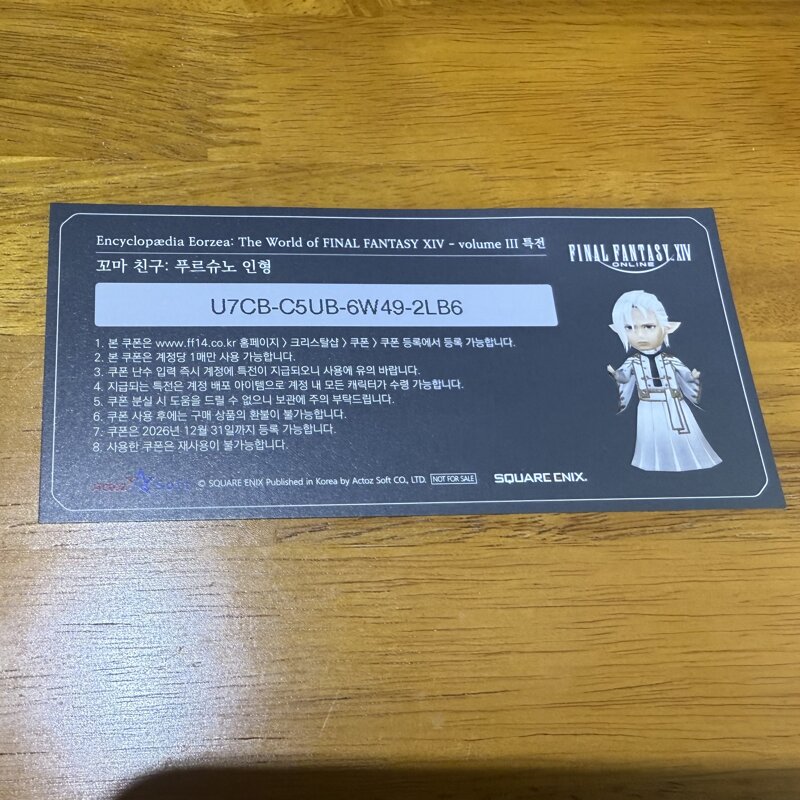 Encyclopædia Eorzea: The World of FINAL FANTASY XIV - volume III 특전
FINAL FANTASY XIV
ONLINE
꼬마 친구: 푸르슈노 인형
U7CB-C5UB-6W49-2LB6
1. 본 쿠폰은 www.ff14.co.kr 홈페이지 > 크리스탈샵 > 쿠폰 > 쿠폰 등록에서 등록 가능합니다.
2. 본 쿠폰은 계정당 1매만 사용 가능합니다.
3. 쿠폰 난수 입력 즉시 계정에 특전이 지급되오니 사용에 유의 바랍니다.
4. 지급되는 특전은 계정 배포 아이템으로 계정 내 모든 캐릭터가 수령 가능합니다.
5. 쿠폰 분실 시 도움을 드릴 수 없으니 보관에 주의 부탁드립니다.
6. 쿠폰 사용 후에는 구매 상품의 환불이 불가능합니다.
7. 쿠폰은 2026년 12월 31일까지 등록 가능합니다.
8. 사용한 쿠폰은 재사용이 불가능합니다.
actoz Soft © SQUARE ENIX Published in Korea by Actoz Soft CO., LTD. NOT FOR SALE SQUARE ENIX.